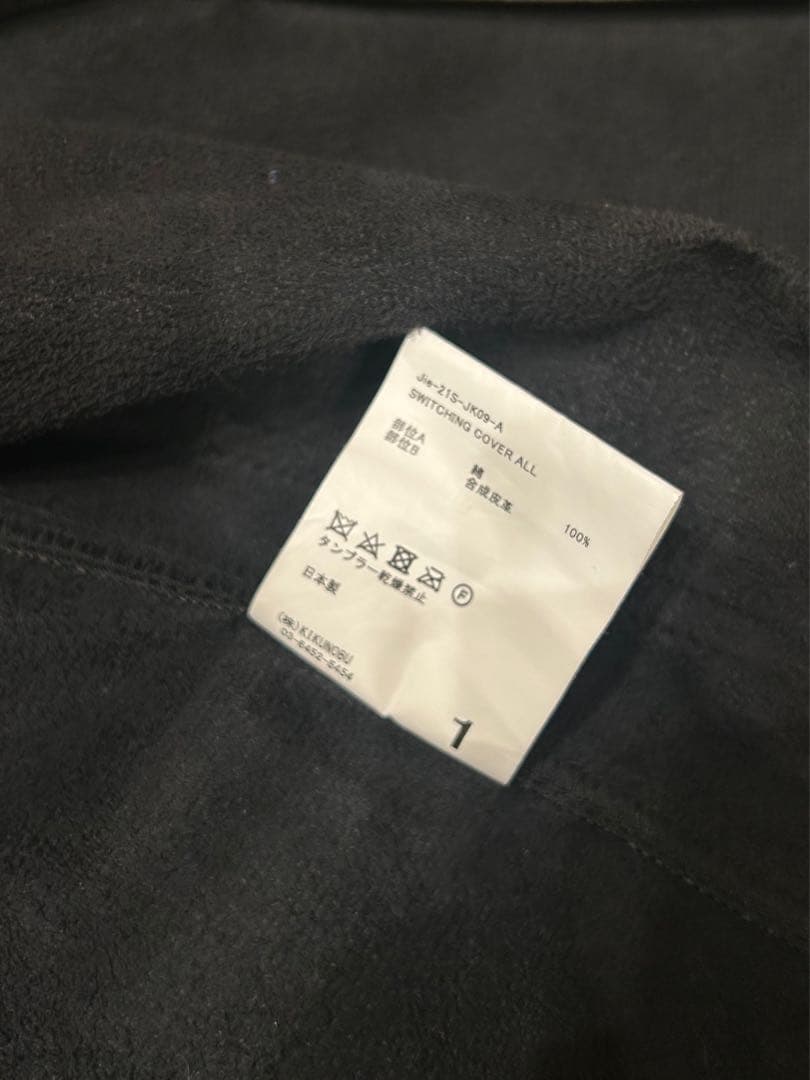 Jie-21S-JK09-A
SWITCHING COVER ALL
部位A 綿 100%
部位B 合成皮革
F
タンブラー乾燥禁止
日本製
(株)KIKUNOBU
03-6452-5454
1